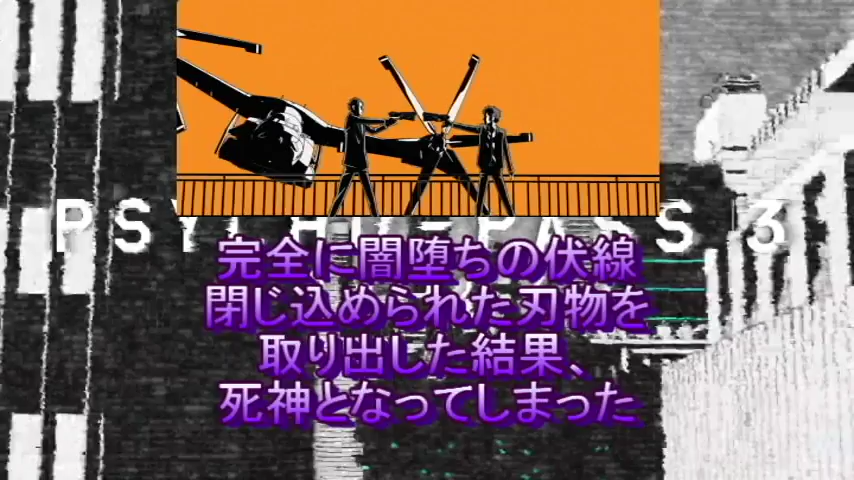 PSYCHO-PASS 3
完全に闇堕ちの伏線
閉じ込められた刃物を
取り出した結果、
死神となってしまった